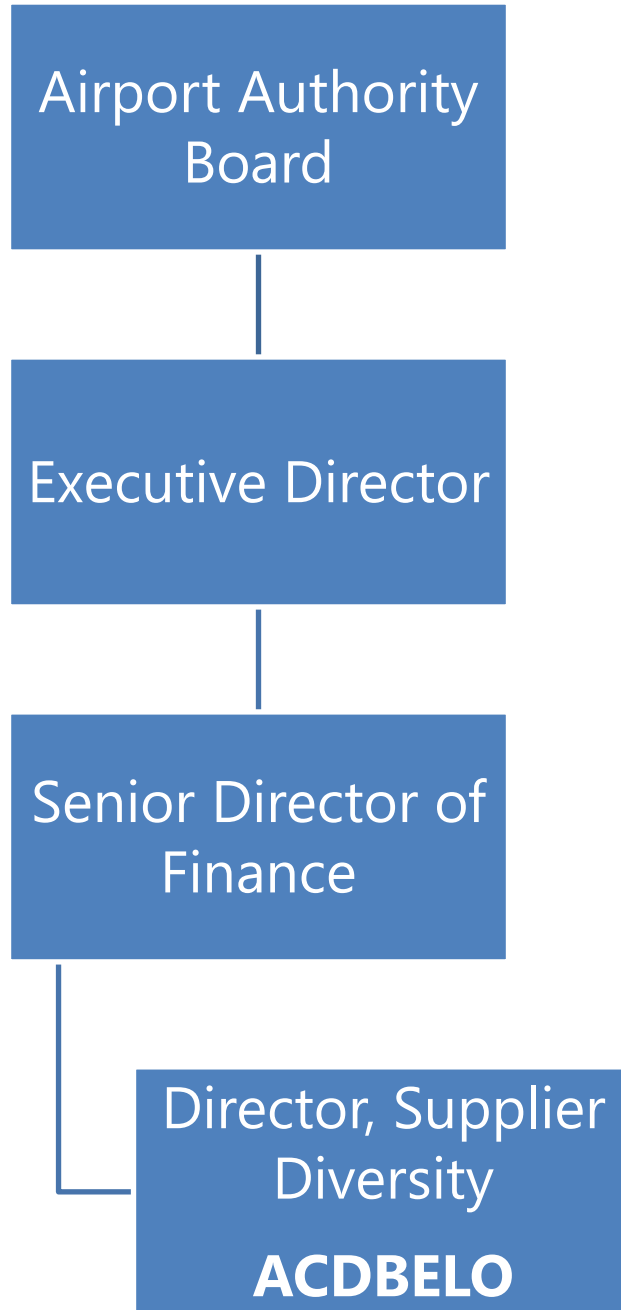 Airport Authority
Board
Executive Director
Senior Director of
Finance
Director, Supplier
Diversity
ACDBELO